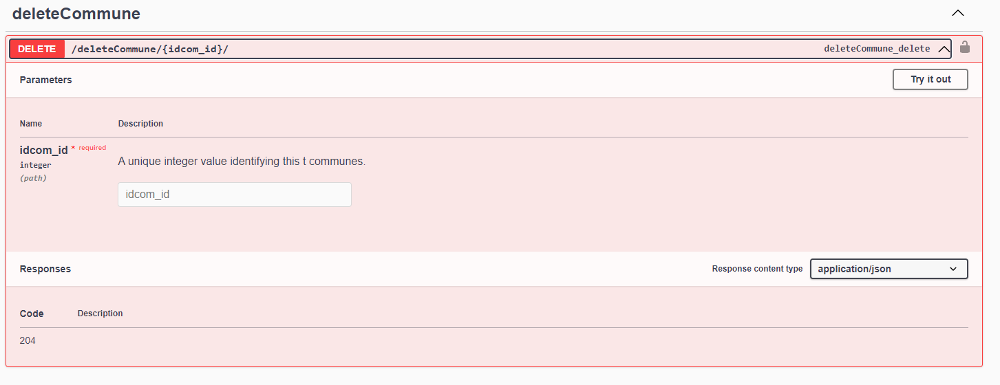 deleteCommune
DELETE /deleteCommune/{idcom_id}/ deleteCommune_delete
Parameters Try it out
Name Description
idcom_id * required
integer
(path)
A unique integer value identifying this t communes.
idcom_id
Responses Response content type application/json
Code Description
204